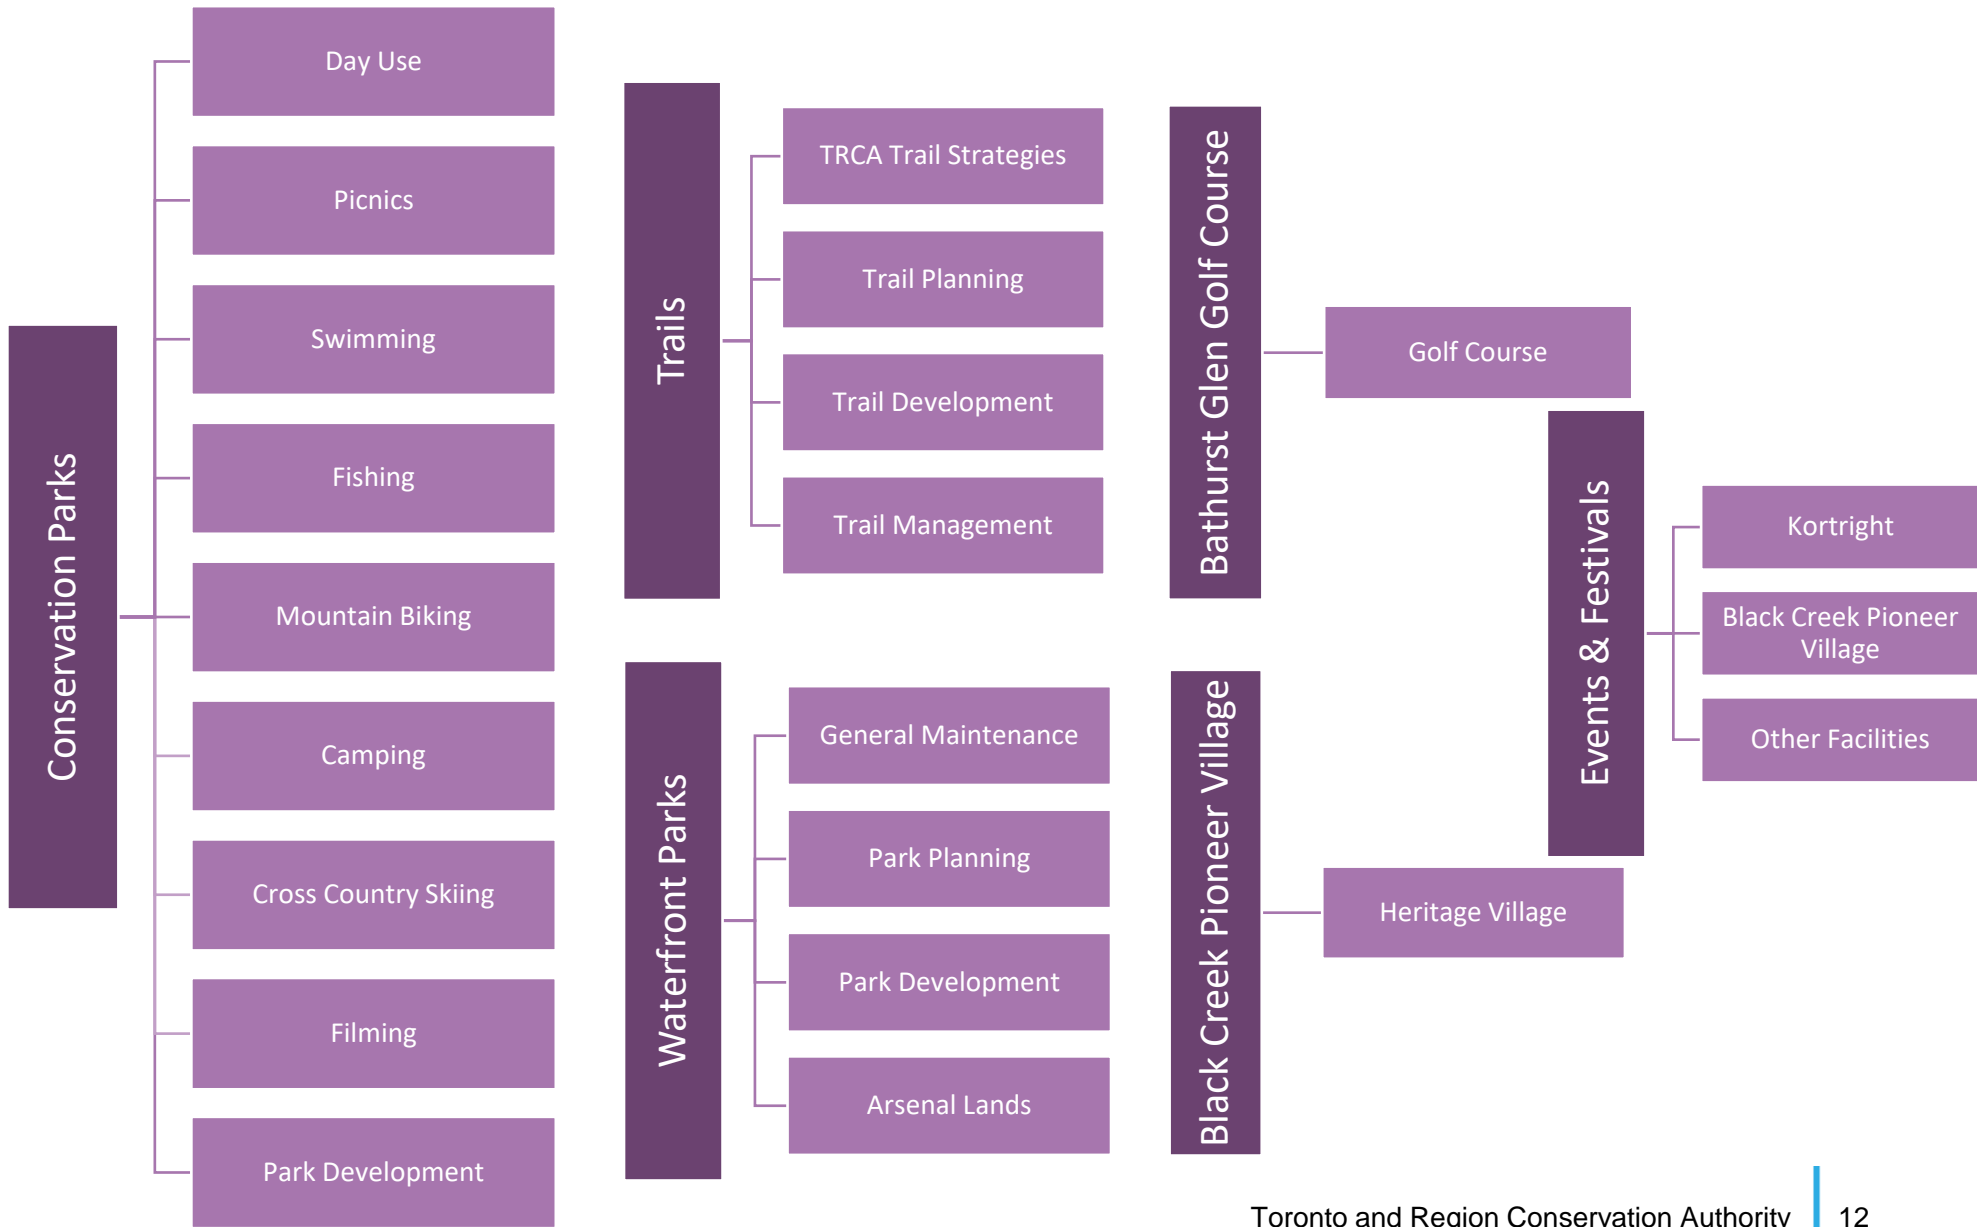 Conservation Parks
Day Use
Picnics
Swimming
Fishing
Mountain Biking
Camping
Cross Country Skiing
Filming
Park Development
Trails
TRCA Trail Strategies
Trail Planning
Trail Development
Trail Management
Waterfront Parks
General Maintenance
Park Planning
Park Development
Arsenal Lands
Bathurst Glen Golf Course
Golf Course
Black Creek Pioneer Village
Heritage Village
Events & Festivals
Kortright
Black Creek Pioneer
Village
Other Facilities
Toronto and Region Conservation Authority
12